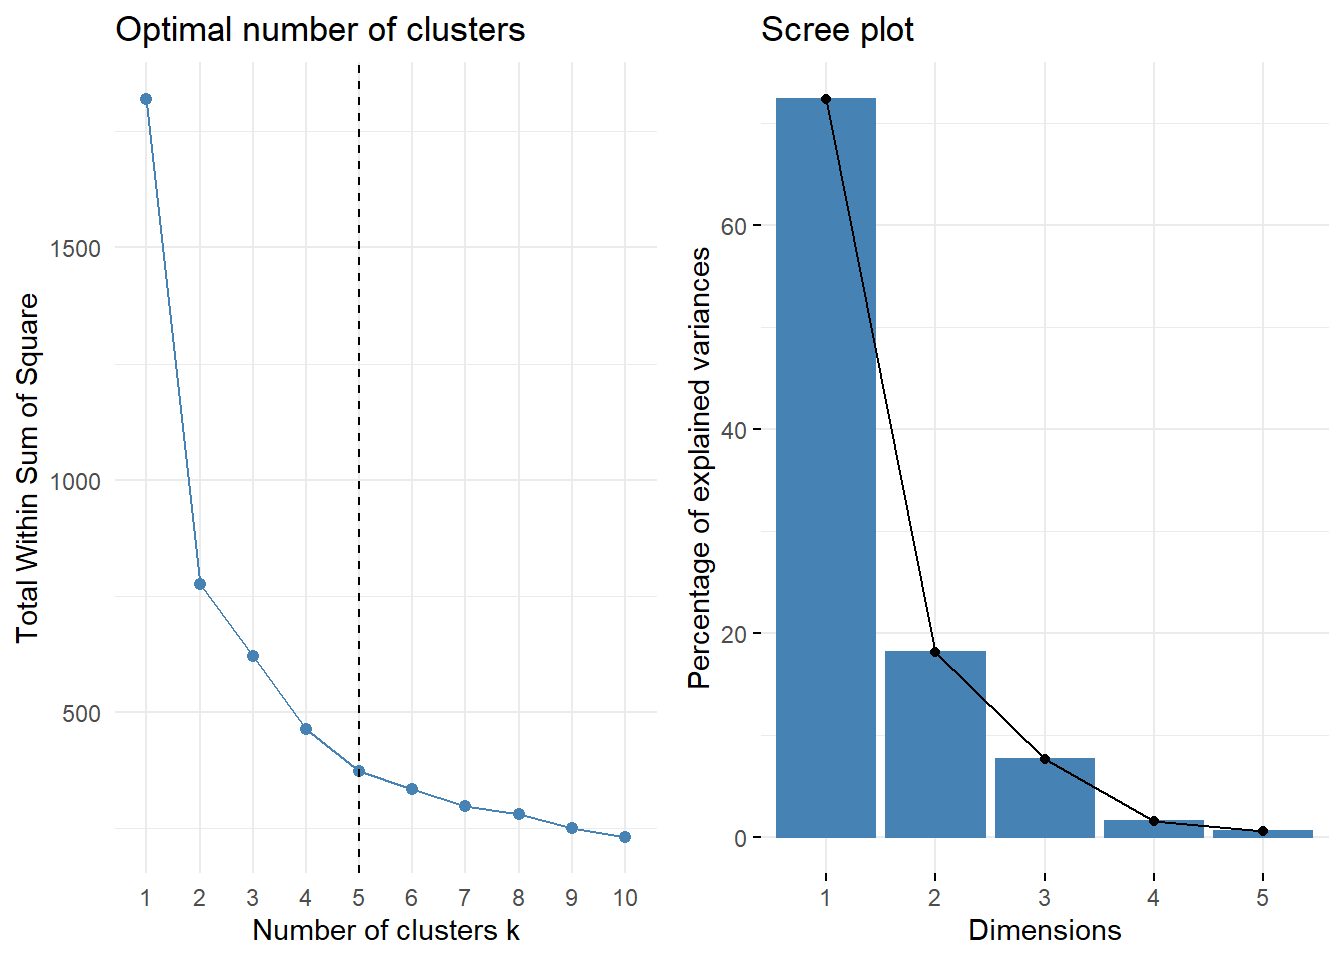 Optimal number of clusters
Total Within Sum of Square
1500
1000
500
1 2 3 4 5 6 7 8 9 10
Number of clusters k
Scree plot
Percentage of explained variances
60
40
20
0
1 2 3 4 5
Dimensions